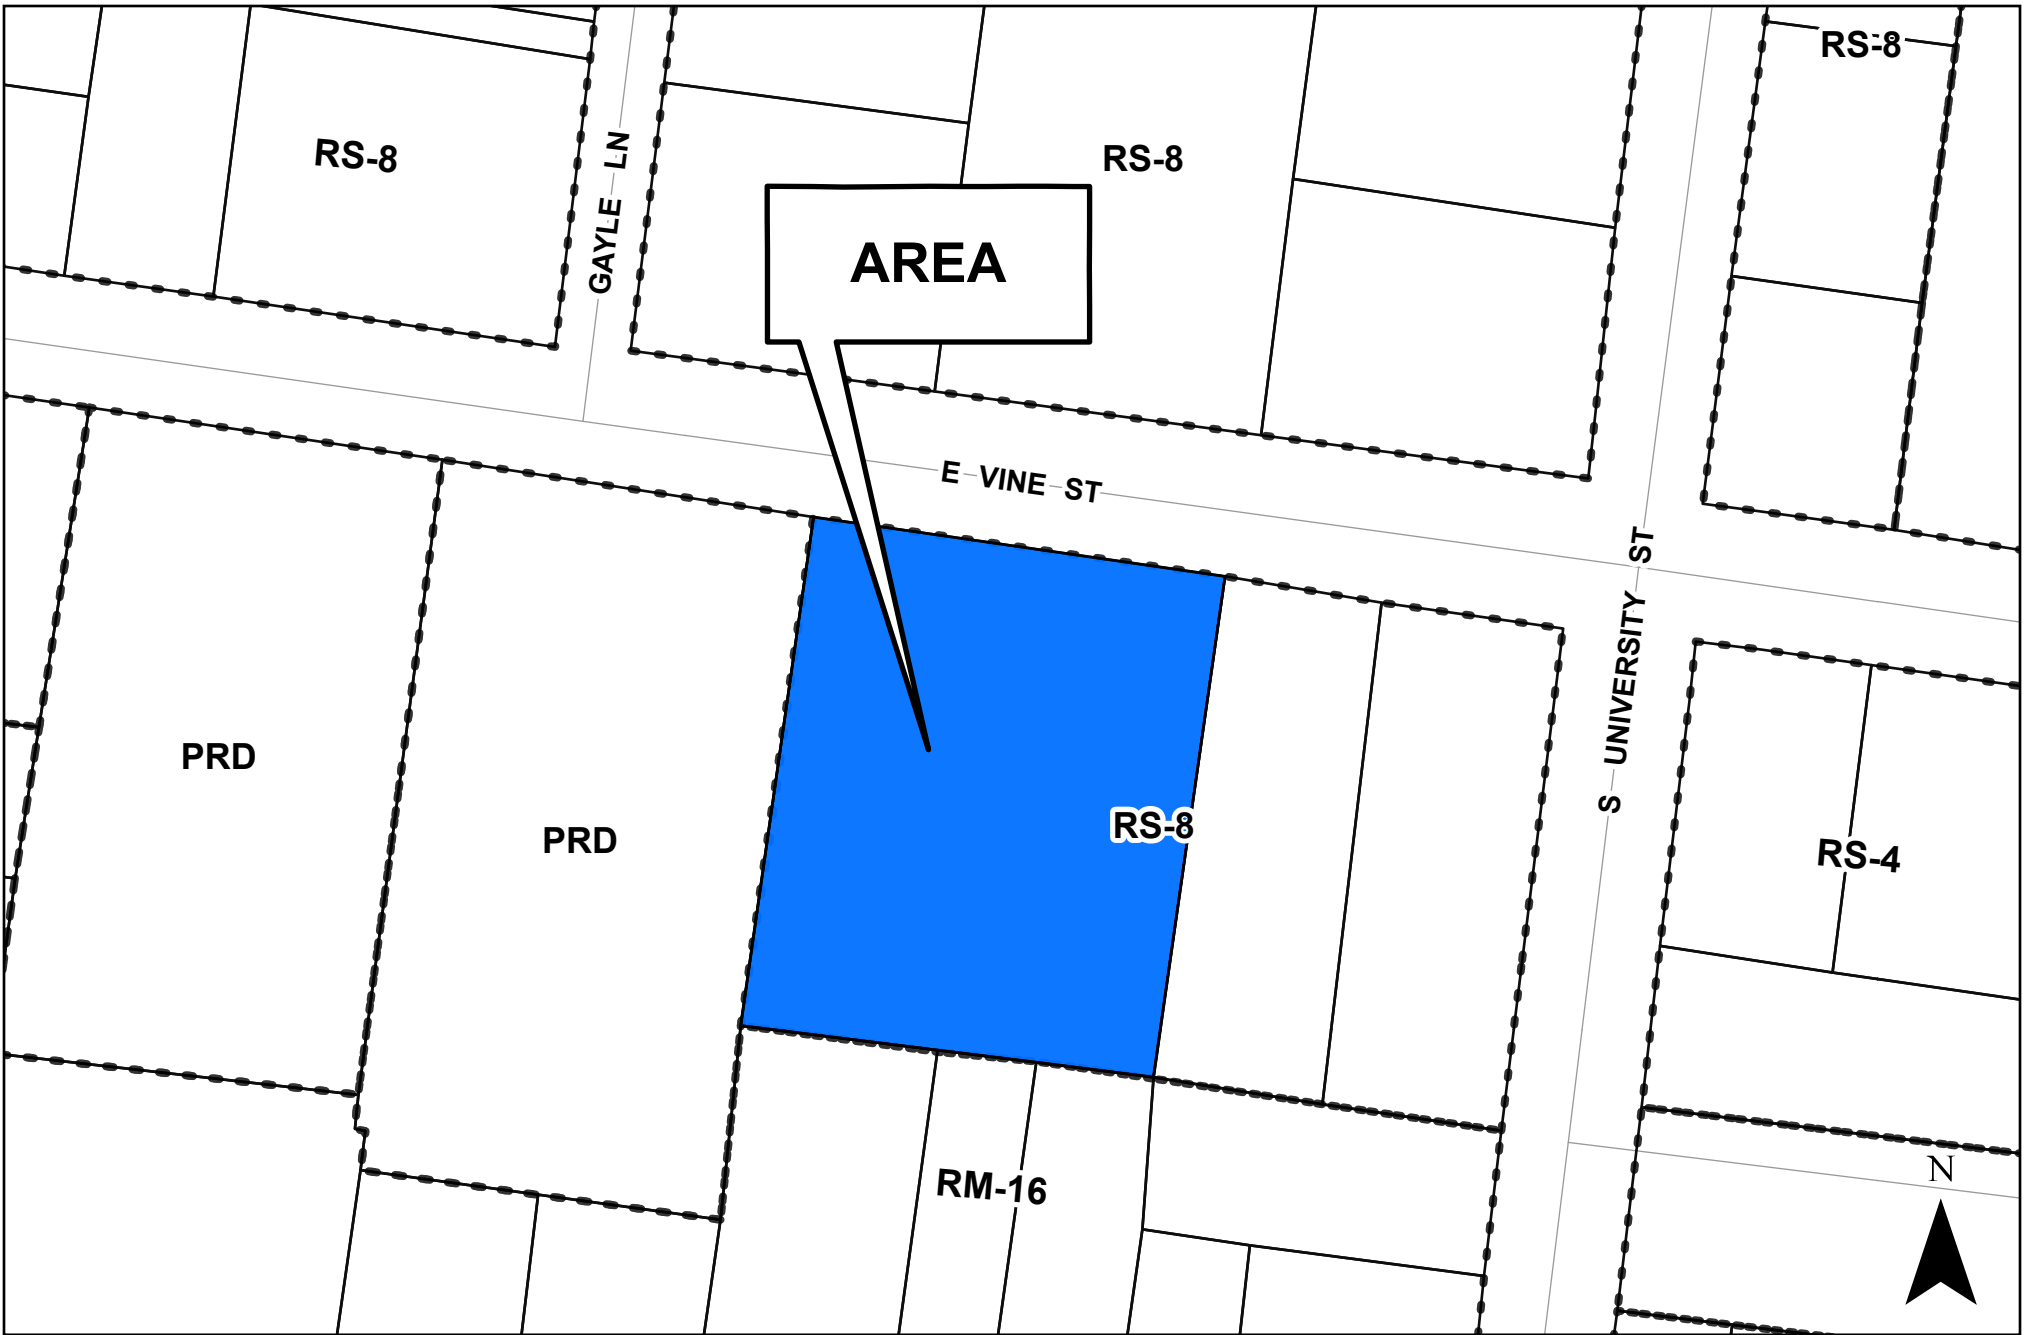 RS-8
RS-8
RS-8
GAYLE LN
AREA
E VINE ST
S UNIVERSITY ST
PRD
PRD
RS-8
RS-4
RM-16
N